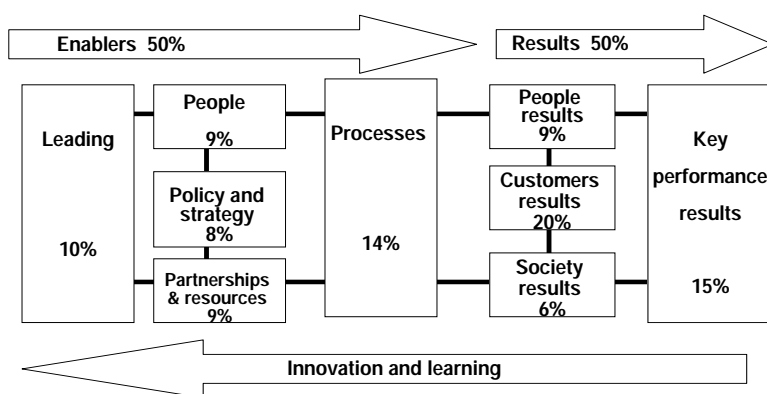 Enablers 50%
Results 50%
Leading
10%
People
9%
Policy and
strategy
8%
Partnerships
& resources
9%
Processes
14%
People
results
9%
Customers
results
20%
Society
results
6%
Key
performance
results
15%
Innovation and learning